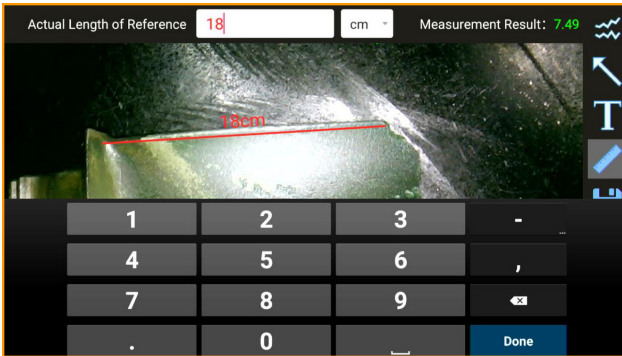 Actual Length of Reference 18 cm Measurement Result: 7.49
T
18cm
1 2 3 -
...
4 5 6 ,
7 8 9
. 0
Done